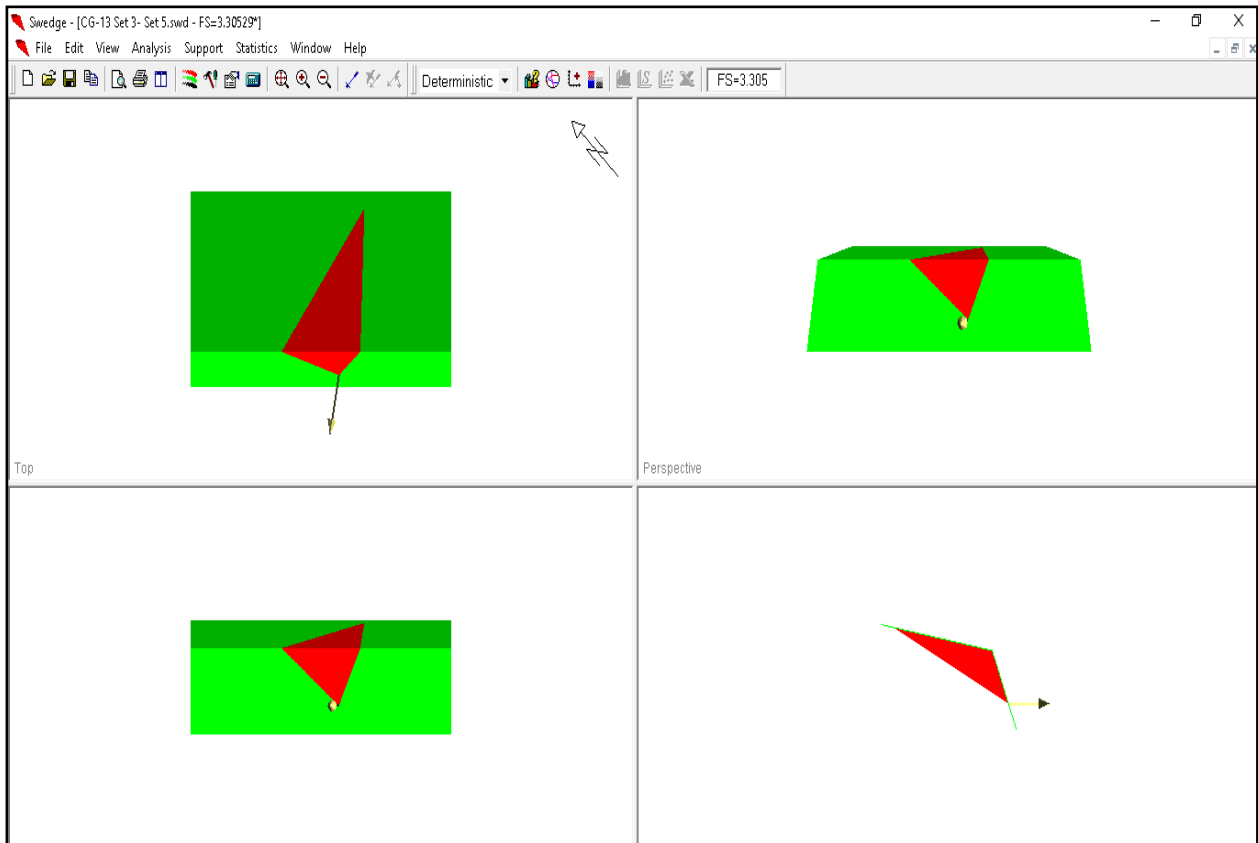 Swedge - [CG-13 Set 3- Set 5.swd - FS=3.30529*]
File Edit View Analysis Support Statistics Window Help
Deterministic FS=3.305
Top
Perspective